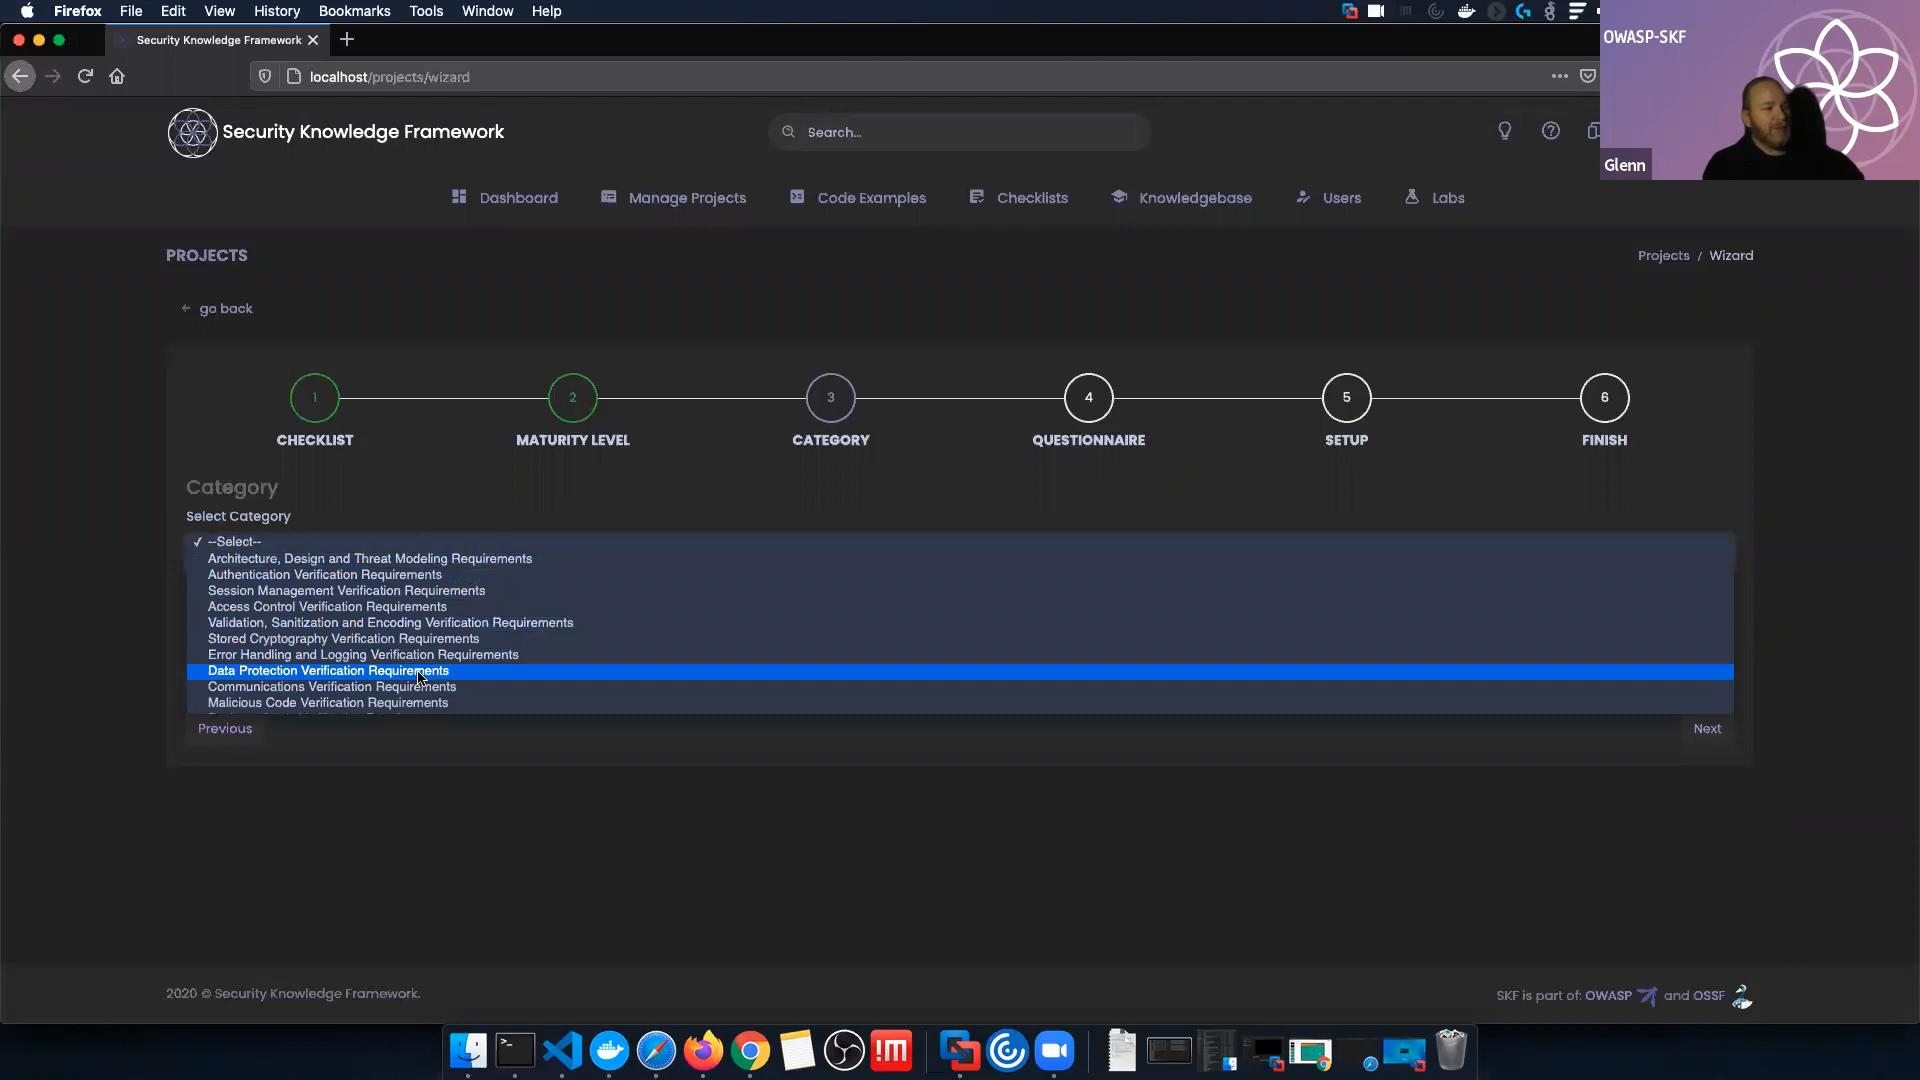 Firefox File Edit View History Bookmarks Tools Window Help
Security Knowledge Framework
localhost/projects/wizard
OWASP-SKF
Glenn
Security Knowledge Framework
Search...
Dashboard Manage Projects Code Examples Checklists Knowledgebase Users Labs
PROJECTS
Projects / Wizard
← go back
1 2 3 4 5 6
CHECKLIST MATURITY LEVEL CATEGORY QUESTIONNAIRE SETUP FINISH
Category
Select Category
✓ --Select--
Architecture, Design and Threat Modeling Requirements
Authentication Verification Requirements
Session Management Verification Requirements
Access Control Verification Requirements
Validation, Sanitization and Encoding Verification Requirements
Stored Cryptography Verification Requirements
Error Handling and Logging Verification Requirements
Data Protection Verification Requirements
Communications Verification Requirements
Malicious Code Verification Requirements
Previous
Next
2020 © Security Knowledge Framework.
SKF is part of: OWASP and OSSF